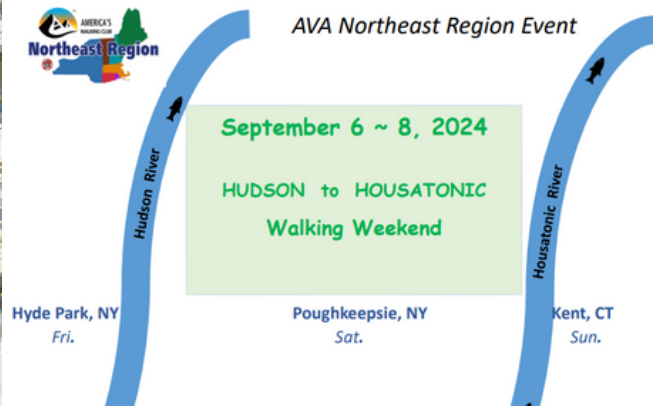 AMERICA'S
WALKING CLUB
Northeast Region
AVA Northeast Region Event
September 6 ~ 8, 2024
HUDSON to HOUSATONIC
Walking Weekend
Hudson River
Housatonic River
Hyde Park, NY
Fri.
Poughkeepsie, NY
Sat.
Kent, CT
Sun.